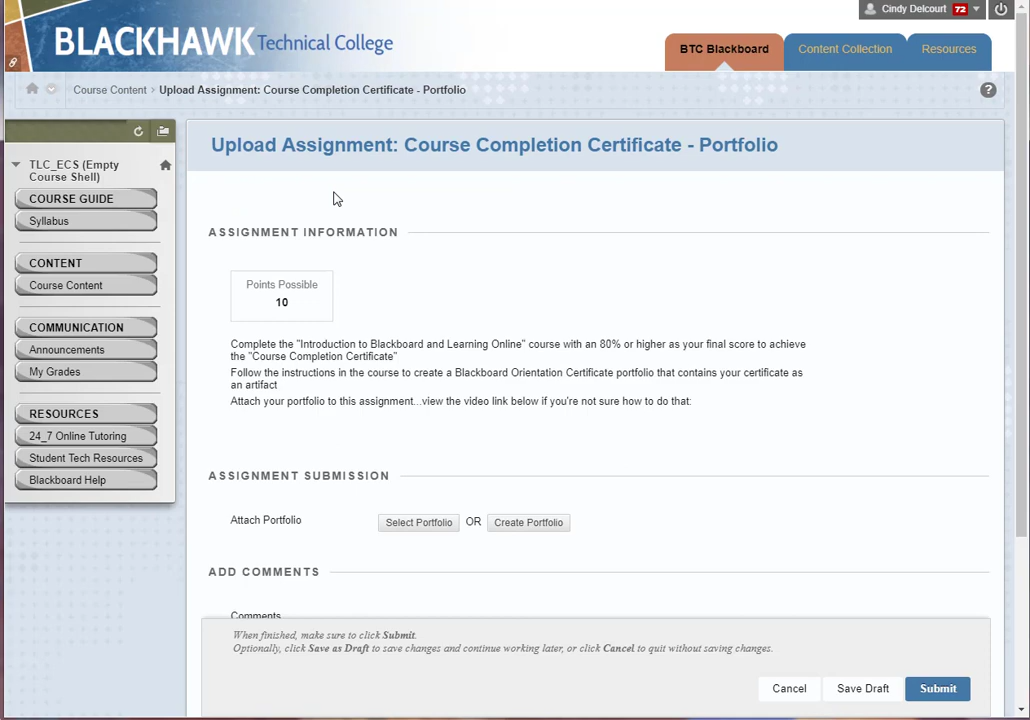 Cindy Delcourt 72
BLACKHAWK Technical College
BTC Blackboard Content Collection Resources
Course Content > Upload Assignment: Course Completion Certificate - Portfolio
?
TLC_ECS (Empty
Course Shell)
COURSE GUIDE
Syllabus
CONTENT
Course Content
COMMUNICATION
Announcements
My Grades
RESOURCES
24_7 Online Tutoring
Student Tech Resources
Blackboard Help
Upload Assignment: Course Completion Certificate - Portfolio
ASSIGNMENT INFORMATION
Points Possible
10
Complete the "Introduction to Blackboard and Learning Online" course with an 80% or higher as your final score to achieve
the "Course Completion Certificate"
Follow the instructions in the course to create a Blackboard Orientation Certificate portfolio that contains your certificate as
an artifact
Attach your portfolio to this assignment...view the video link below if you're not sure how to do that:
ASSIGNMENT SUBMISSION
Attach Portfolio Select Portfolio OR Create Portfolio
ADD COMMENTS
Comments
When finished, make sure to click Submit.
Optionally, click Save as Draft to save changes and continue working later, or click Cancel to quit without saving changes.
Cancel Save Draft Submit